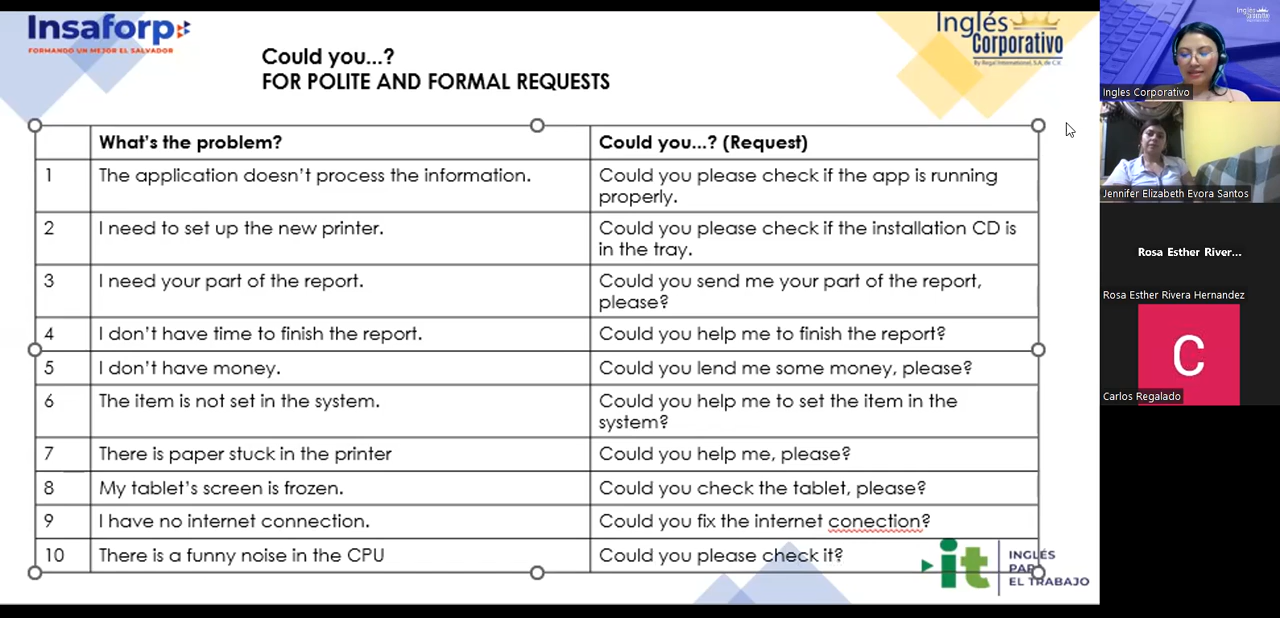 Insaforp
FORMANDO UN MEJOR EL SALVADOR
Could you...?
FOR POLITE AND FORMAL REQUESTS
Inglés
Corporativo
By Regal International, S.A. de C.V.
What's the problem?
Could you...? (Request)
1
The application doesn't process the information.
Could you please check if the app is running
properly.
2
I need to set up the new printer.
Could you please check if the installation CD is
in the tray.
3
I need your part of the report.
Could you send me your part of the report,
please?
4
I don't have time to finish the report.
Could you help me to finish the report?
5
I don't have money.
Could you lend me some money, please?
6
The item is not set in the system.
Could you help me to set the item in the
system?
7
There is paper stuck in the printer
Could you help me, please?
8
My tablet's screen is frozen.
Could you check the tablet, please?
9
I have no internet connection.
Could you fix the internet conection?
10
There is a funny noise in the CPU
Could you please check it?
it
INGLÉS
PAR
EL TRABAJO
Ingles Corporativo
Jennifer Elizabeth Evora Santos
Rosa Esther River...
Rosa Esther Rivera Hernandez
C
Carlos Regalado